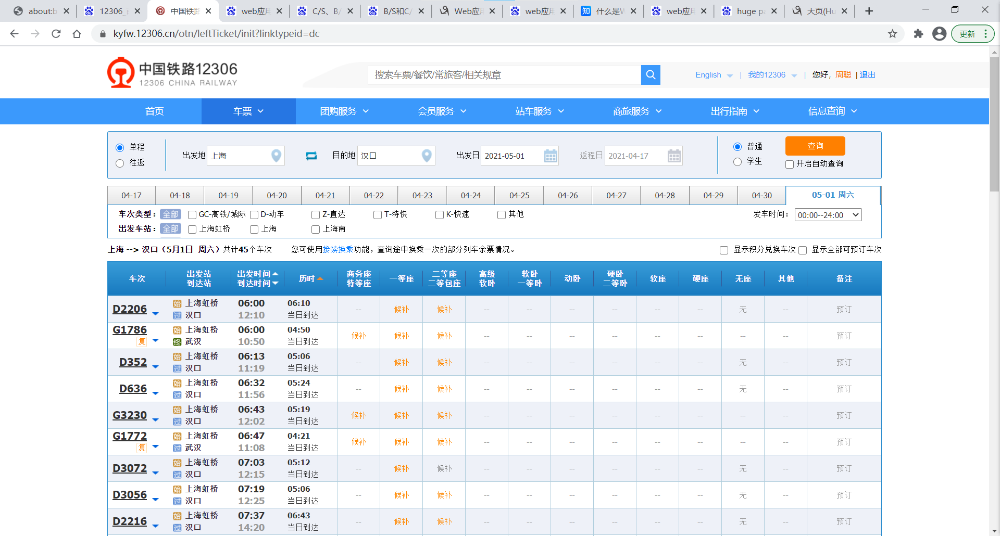 about:b
12306_百
中国铁路
web应用
C/S、B/
B/S和C/
Web应用
web应用
知 什么是W
web应用
huge pa
大页(Hu
kyfw.12306.cn/otn/leftTicket/init?linktypeid=dc
更新
中国铁路12306
12306 CHINA RAILWAY
搜索车票/餐饮/常旅客/相关规章
English | 我的12306 | 您好，周聪 | 退出
首页 车票 团购服务 会员服务 站车服务 商旅服务 出行指南 信息查询
单程
往返
出发地 上海 目的地 汉口 出发日 2021-05-01 返程日 2021-04-17
普通
学生
查询
开启自动查询
04-17 04-18 04-19 04-20 04-21 04-22 04-23 04-24 04-25 04-26 04-27 04-28 04-29 04-30 05-01 周六
车次类型： 全部 GC-高铁/城际 D-动车 Z-直达 T-特快 K-快速 其他 发车时间： 00:00--24:00
出发车站： 全部 上海虹桥 上海 上海南
上海 --> 汉口（5月1日 周六）共计45个车次 您可使用接续换乘功能，查询途中换乘一次的部分列车余票情况。 显示积分兑换车次 显示全部可预订车次
车次 出发站 出发时间 历时 商务座 一等座 二等座 高级 软卧 动卧 硬卧 软座 硬座 无座 其他 备注
到达站 到达时间 特等座 二等包座 软卧 一等卧 二等卧
D2206 始 上海虹桥 06:00 06:10 -- 候补 候补 -- -- -- -- -- -- 无 -- 预订
过 汉口 12:10 当日到达
G1786 始 上海虹桥 06:00 04:50 候补 候补 候补 -- -- -- -- -- -- -- -- 预订
复 终 武汉 10:50 当日到达
D352 始 上海虹桥 06:13 05:06 -- 候补 候补 -- -- -- -- -- -- 无 -- 预订
过 汉口 11:19 当日到达
D636 始 上海虹桥 06:32 05:24 -- 候补 候补 -- -- -- -- -- -- 无 -- 预订
过 汉口 11:56 当日到达
G3230 始 上海虹桥 06:43 05:19 候补 候补 候补 -- -- -- -- -- -- -- -- 预订
过 汉口 12:02 当日到达
G1772 始 上海虹桥 06:47 04:21 候补 候补 候补 -- -- -- -- -- -- -- -- 预订
复 过 武汉 11:08 当日到达
D3072 始 上海虹桥 07:03 05:12 -- 候补 候补 -- -- -- -- -- -- 无 -- 预订
过 汉口 12:15 当日到达
D3056 始 上海虹桥 07:19 05:06 -- 候补 候补 -- -- -- -- -- -- 无 -- 预订
过 汉口 12:25 当日到达
D2216 始 上海虹桥 07:37 06:43 -- 候补 候补 -- -- -- -- -- -- 无 -- 预订
过 汉口 14:20 当日到达